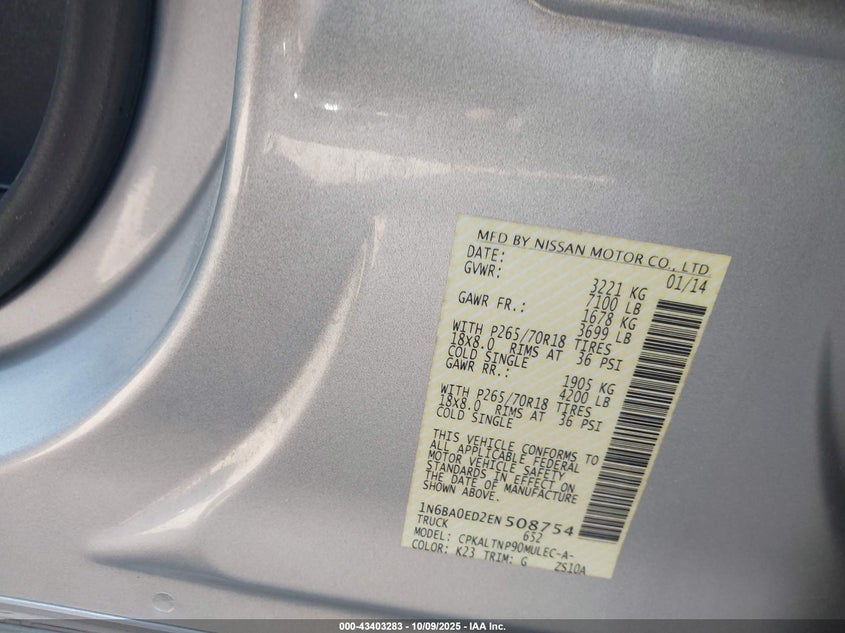 MFD BY NISSAN MOTOR CO., LTD.
DATE: 01/14
GVWR: 3221 KG
7100 LB
GAWR FR.: 1678 KG
3699 LB
WITH P265/70R18 TIRES
18X8.0 RIMS AT 36 PSI
COLD SINGLE
GAWR RR.: 1905 KG
4200 LB
WITH P265/70R18 TIRES
18X8.0 RIMS AT 36 PSI
COLD SINGLE
THIS VEHICLE CONFORMS TO
ALL APPLICABLE FEDERAL
MOTOR VEHICLE SAFETY
STANDARDS IN EFFECT ON
THE DATE OF MANUFACTURE
SHOWN ABOVE.
1N6BA0ED2EN508754
TRUCK 652
MODEL: CPKALTNP90MULEC-A-
COLOR: K23 TRIM: G ZS10A
000-43403283 - 10/09/2025 - IAA Inc.